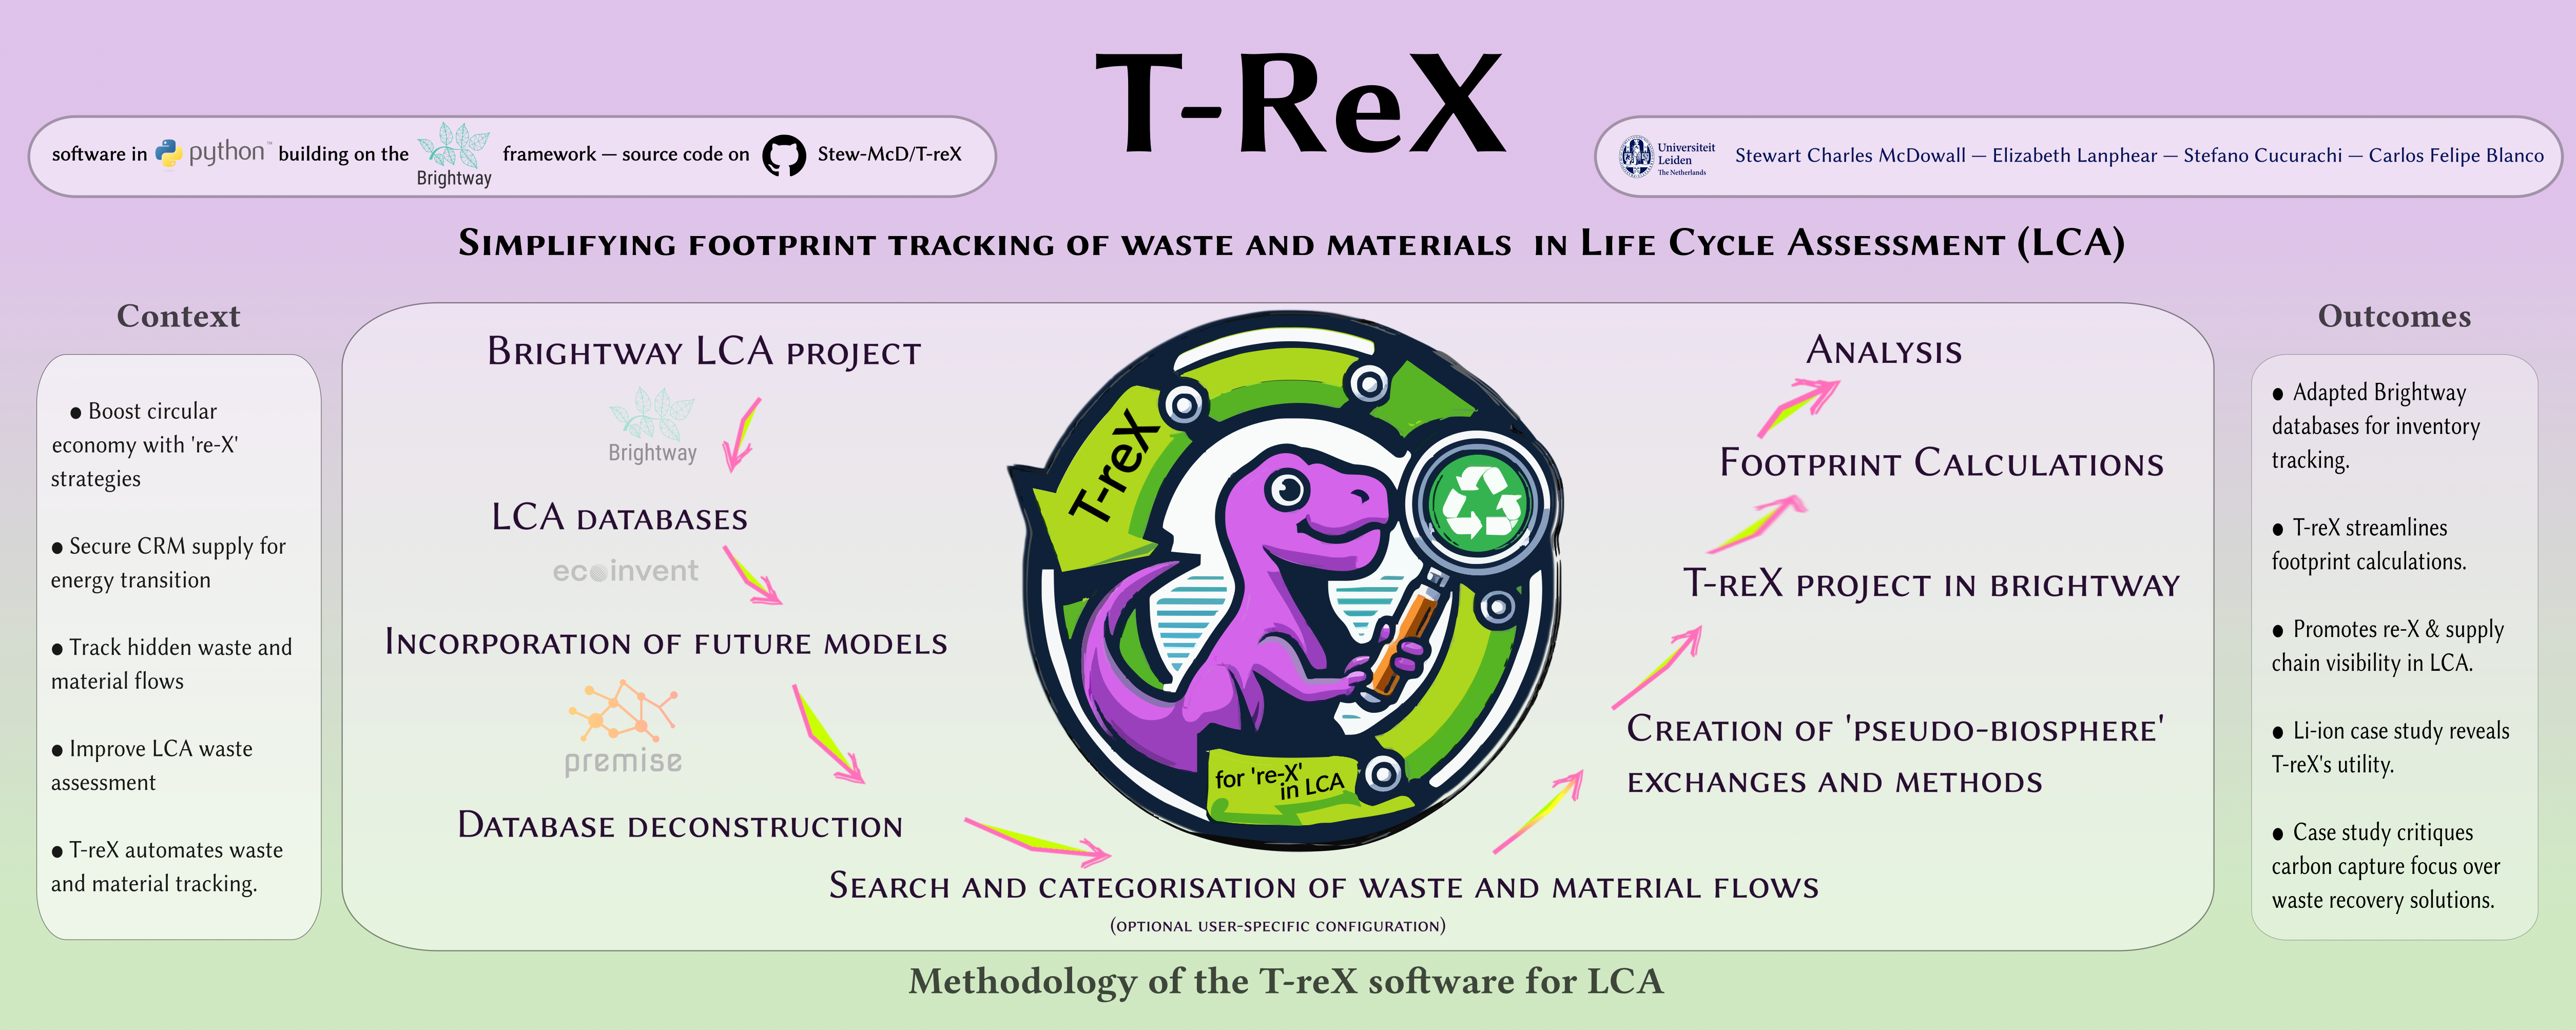 T-ReX
software in python™ building on the Brightway framework — source code on Stew-McD/T-reX
Universiteit
Leiden
The Netherlands
Stewart Charles McDowall — Elizabeth Lanphear — Stefano Cucurachi — Carlos Felipe Blanco
Simplifying footprint tracking of waste and materials in Life Cycle Assessment (LCA)
Context
● Boost circular
economy with 're-X'
strategies
● Secure CRM supply for
energy transition
● Track hidden waste and
material flows
● Improve LCA waste
assessment
● T-reX automates waste
and material tracking.
Brightway LCA project
Brightway
LCA databases
ecoinvent
Incorporation of future models
premise
Database deconstruction
Search and categorisation of waste and material flows
(optional user-specific configuration)
Creation of 'pseudo-biosphere'
exchanges and methods
T-reX project in brightway
Footprint Calculations
Analysis
T-reX
for 're-X'
in LCA
Outcomes
● Adapted Brightway
databases for inventory
tracking.
● T-reX streamlines
footprint calculations.
● Promotes re-X & supply
chain visibility in LCA.
● Li-ion case study reveals
T-reX's utility.
● Case study critiques
carbon capture focus over
waste recovery solutions.
Methodology of the T-reX software for LCA